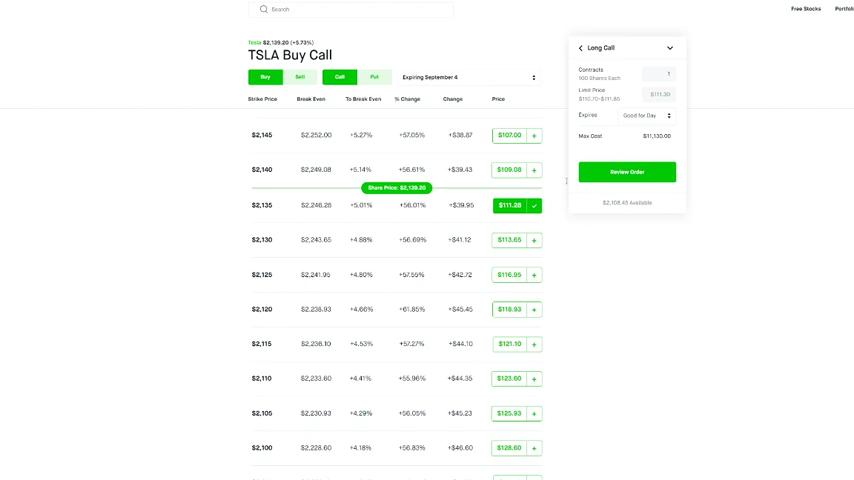 Search
Free Stocks
Portfol
Tesla $2,139.20 (+5.73%)
TSLA Buy Call
Buy Sell Call Put Expiring September 4
Strike Price Break Even To Break Even % Change Change Price
$2,145 $2,252.00 +5.27% +57.05% +$38.87 $107.00 +
$2,140 $2,249.08 +5.14% +56.61% +$39.43 $109.08 +
Share Price: $2,139.20
$2,135 $2,246.28 +5.01% +56.01% +$39.95 $111.28
$2,130 $2,243.65 +4.88% +56.69% +$41.12 $113.65 +
$2,125 $2,241.95 +4.80% +57.55% +$42.72 $116.95 +
$2,120 $2,238.93 +4.66% +61.85% +$45.45 $118.93 +
$2,115 $2,236.10 +4.53% +57.27% +$44.10 $121.10 +
$2,110 $2,233.60 +4.41% +55.96% +$44.35 $123.60 +
$2,105 $2,230.93 +4.29% +56.05% +$45.23 $125.93 +
$2,100 $2,228.60 +4.18% +56.83% +$46.60 $128.60 +
Long Call
Contracts 1
100 Shares Each
Limit Price $111.30
$110.70-$111.85
Expires Good for Day
Max Cost $11,130.00
Review Order
$2,108.45 Available